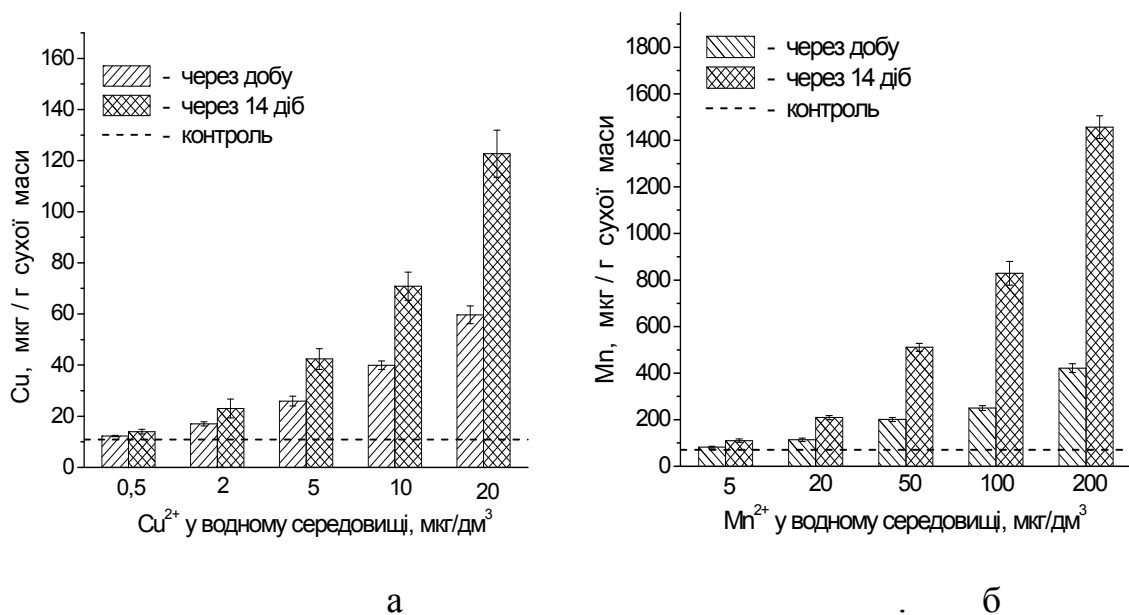 160
140
120
100
80
60
40
20
0
Cu, мкг / г сухої маси
- через добу
- через 14 діб
- контроль
0,5 2 5 10 20
Cu²⁺ у водному середовищі, мкг/дм³
а
1800
1600
1400
1200
1000
800
600
400
200
0
Mn, мкг / г сухої маси
- через добу
- через 14 діб
- контроль
5 20 50 100 200
Mn²⁺ у водному середовищі, мкг/дм³
. б